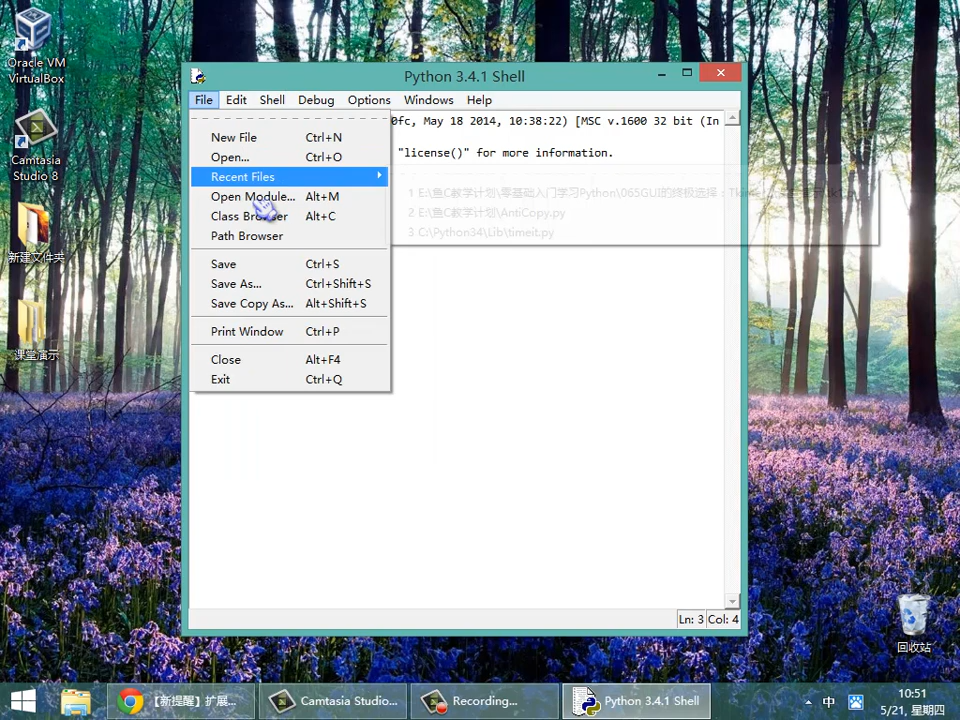 Oracle VM
VirtualBox
Camtasia
Studio 8
新建文件夹
课堂演示
Python 3.4.1 Shell
File Edit Shell Debug Options Windows Help
0fc, May 18 2014, 10:38:22) [MSC v.1600 32 bit (In
"license()" for more information.
New File Ctrl+N
Open... Ctrl+O
Recent Files
Open Module... Alt+M
Class Browser Alt+C
Path Browser
Save Ctrl+S
Save As... Ctrl+Shift+S
Save Copy As... Alt+Shift+S
Print Window Ctrl+P
Close Alt+F4
Exit Ctrl+Q
1 E:\鱼C教学计划\零基础入门学习Python\065GUI的终极选择：Tkinter
2 E:\鱼C教学计划\AntiCopy.py
3 C:\Python34\Lib\timeit.py
Ln: 3 Col: 4
回收站
【新提醒】扩展...
Camtasia Studio...
Recording...
Python 3.4.1 Shell
中
10:51
5/21, 星期四